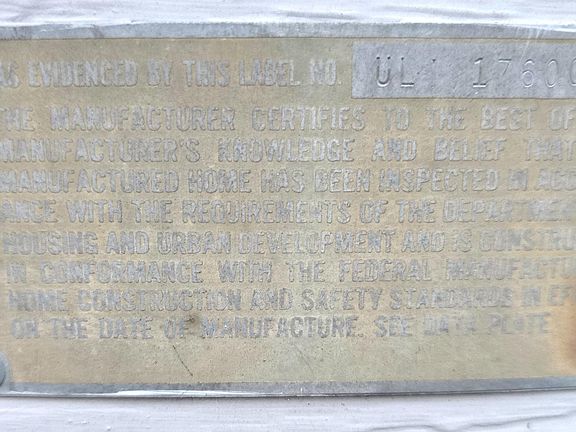 AS EVIDENCED BY THIS LABEL NO. UL 17600
THE MANUFACTURER CERTIFIES TO THE BEST OF
MANUFACTURER'S KNOWLEDGE AND BELIEF THAT
MANUFACTURED HOME HAS BEEN INSPECTED IN ACC
ANCE WITH THE REQUIREMENTS OF THE DEPARTMEN
HOUSING AND URBAN DEVELOPMENT AND IS CONSTRU
IN CONFORMANCE WITH THE FEDERAL MANUFACTU
HOME CONSTRUCTION AND SAFETY STANDARDS IN EF
ON THE DATE OF MANUFACTURE. SEE DATA PLATE